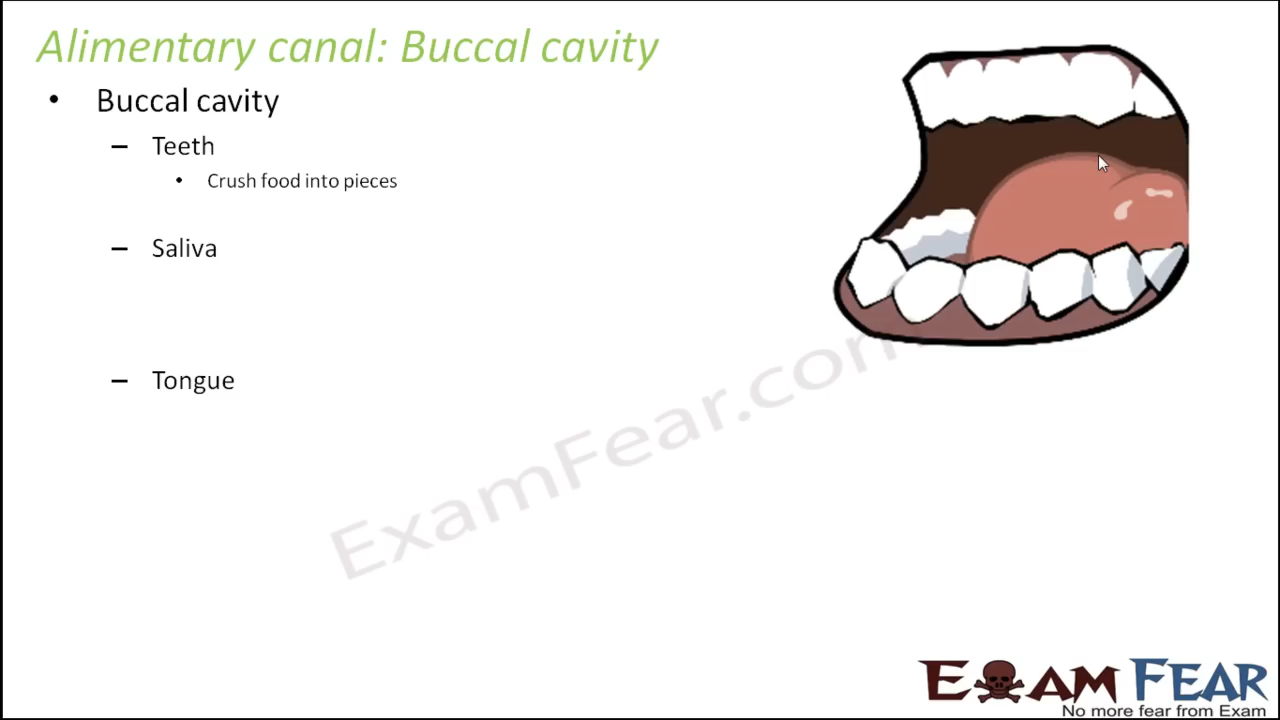 Alimentary canal: Buccal cavity
• Buccal cavity
– Teeth
• Crush food into pieces
– Saliva
– Tongue
ExamFear.com
EXAM FEAR
No more fear from Exam